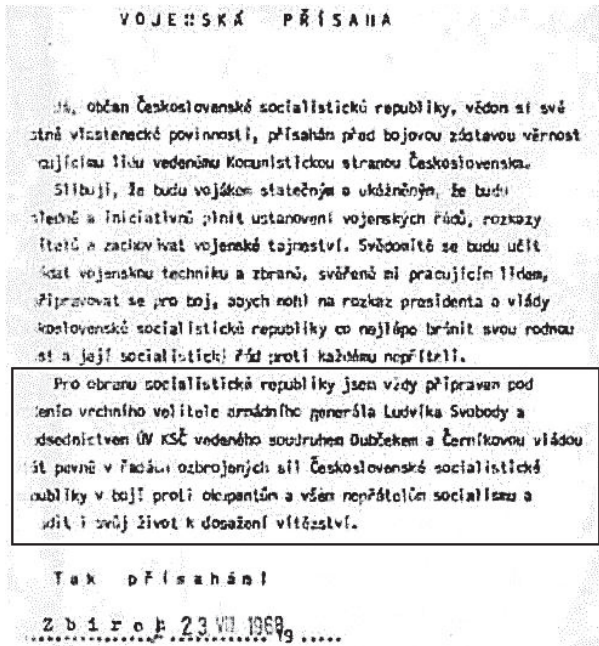 VOJENSKÁ PŘÍSAHA
Já, občan Československé socialistické republiky, vědom si své
vlastenecké povinnosti, přísahám před bojovou zástavou věrnost
lidu vedenému Komunistickou stranou Československa.
Slibuji, že budu vojákem statečným a ukázněným, že budu
a iniciativně plnit ustanovení vojenských řádů, rozkazy
a zachovávat vojenské tajemství. Svědomitě se budu učit
vojenskou techniku a zbraně, svěřené mi pracujícím lidem,
připravovat se pro boj, abych mohl na rozkaz presidenta a vlády
koslovenské socialistické republiky co nejlépe bránit svou rodnou
a její socialistický řád proti každému nepříteli.
Pro obranu socialistické republiky jsem vždy připraven pod
vrchního velitele armádního generála Ludvíka Svobody a
edsednictvem ÚV KSČ vedeného soudruhem Dubčekem a Černíkovou vládou
át pevně v řadách ozbrojených sil Československé socialistické
publiky v boji proti okupantům a všem nepřátelům socialismu a
i svůj život k dosažení vítězství.
Tak přísahám!
Zbiroh 23 VIII 1968 19